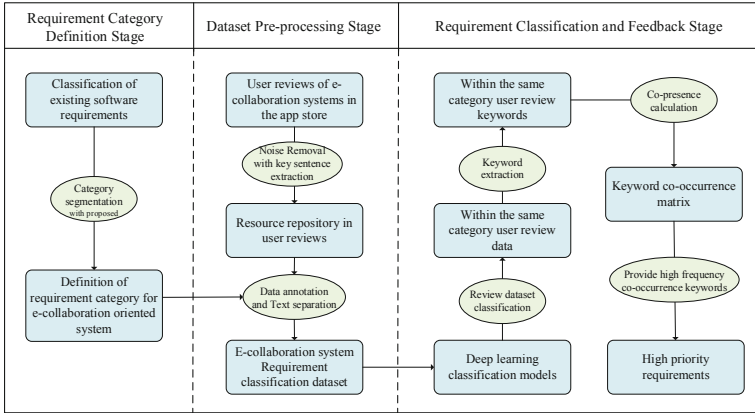 Requirement Category
Definition Stage
Dataset Pre-processing Stage
Requirement Classification and Feedback Stage
Classification of
existing software
requirements
Category
segmentation
with proposed
Definition of
requirement category for
e-collaboration oriented
system
User reviews of e-
collaboration systems in
the app store
Noise Removal
with key sentence
extraction
Resource repository in
user reviews
Data annotation
and Text separation
E-collaboration system
Requirement
classification dataset
Within the same
category user review
keywords
Keyword
extraction
Within the same
category user review
data
Review dataset
classification
Deep learning
classification models
Co-presence
calculation
Keyword co-occurrence
matrix
Provide high frequency
co-occurrence keywords
High priority
requirements